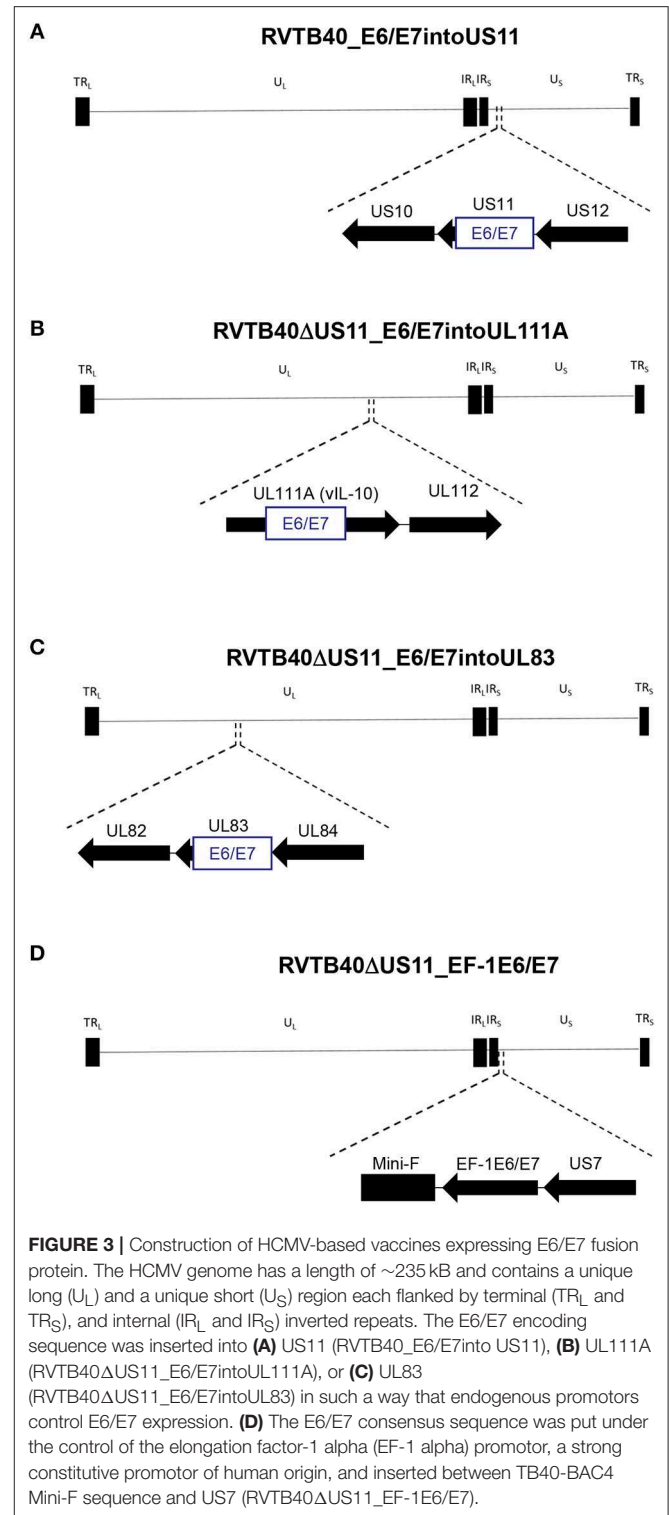 A
RVTB40_E6/E7intoUS11
TRL UL IRL IRS US TRS
US10 US11 US12
E6/E7
B
RVTB40ΔUS11_E6/E7intoUL111A
TRL UL IRL IRS US TRS
UL111A (vIL-10) UL112
E6/E7
C
RVTB40ΔUS11_E6/E7intoUL83
TRL UL IRL IRS US TRS
UL82 UL83 UL84
E6/E7
D
RVTB40ΔUS11_EF-1E6/E7
TRL UL IRL IRS US TRS
Mini-F EF-1E6/E7 US7
FIGURE 3 | Construction of HCMV-based vaccines expressing E6/E7 fusion
protein. The HCMV genome has a length of ~235 kB and contains a unique
long (UL) and a unique short (US) region each flanked by terminal (TRL and
TRS), and internal (IRL and IRS) inverted repeats. The E6/E7 encoding
sequence was inserted into (A) US11 (RVTB40_E6/E7into US11), (B) UL111A
(RVTB40ΔUS11_E6/E7intoUL111A), or (C) UL83
(RVTB40ΔUS11_E6/E7intoUL83) in such a way that endogenous promotors
control E6/E7 expression. (D) The E6/E7 consensus sequence was put under
the control of the elongation factor-1 alpha (EF-1 alpha) promotor, a strong
constitutive promotor of human origin, and inserted between TB40-BAC4
Mini-F sequence and US7 (RVTB40ΔUS11_EF-1E6/E7).